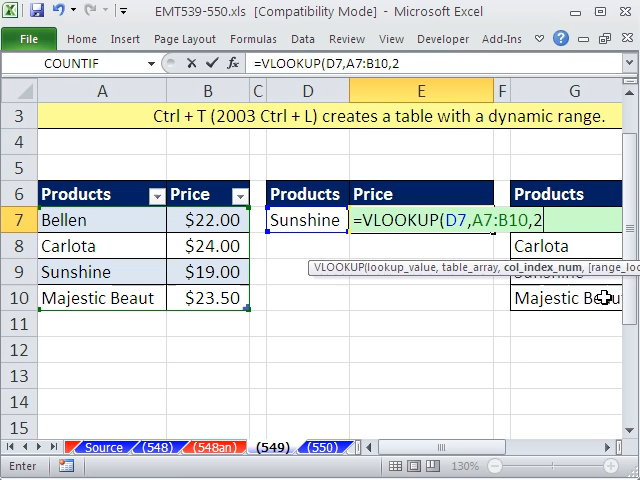 EMT539-550.xls [Compatibility Mode] - Microsoft Excel
File Home Insert Page Layout Formulas Data Review View Developer Add-Ins
COUNTIF =VLOOKUP(D7,A7:B10,2
A B C D E F G
3 Ctrl + T (2003 Ctrl + L) creates a table with a dynamic range.
4
5
6 Products Price Products Price Products
7 Bellen $22.00 Sunshine =VLOOKUP(D7,A7:B10,2
8 Carlota $24.00 Carlota
VLOOKUP(lookup_value, table_array, col_index_num, [range_loo
9 Sunshine $19.00
10 Majestic Beaut $23.50 Majestic Beaut
11
12
13
14
15
Source (548) (548an) (549) (550)
Enter 130%